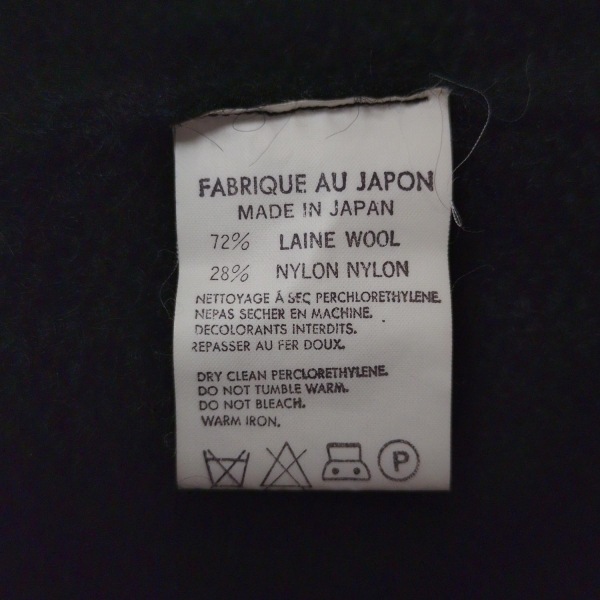 FABRIQUE AU JAPON
MADE IN JAPAN
72% LAINE WOOL
28% NYLON NYLON
NETTOYAGE À SEC PERCHLORETHYLENE.
NEPAS SECHER EN MACHINE.
DECOLORANTS INTERDITS.
REPASSER AU FER DOUX.
DRY CLEAN PERCLORETHYLENE.
DO NOT TUMBLE WARM.
DO NOT BLEACH.
WARM IRON.
P